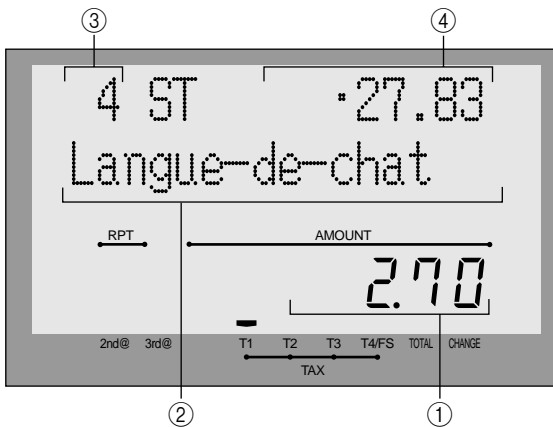 ③ ④
4 ST ·27.83
Langue-de-chat
RPT AMOUNT
2.70
2nd@ 3rd@ T1 T2 T3 T4/FS TOTAL CHANGE
TAX
② ①